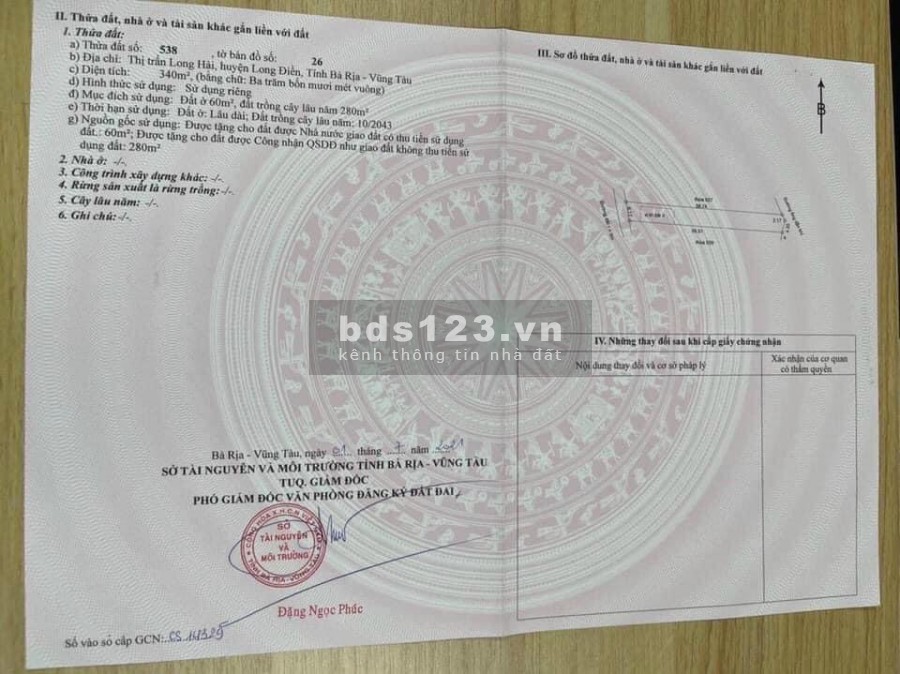 II. Thửa đất, nhà ở và tài sản khác gắn liền với đất
1. Thửa đất:
a) Thửa đất số: 538 , tờ bản đồ số: 26
b) Địa chỉ: Thị trấn Long Hải, huyện Long Điền, Tỉnh Bà Rịa - Vũng Tàu
c) Diện tích: 340m², (bằng chữ: Ba trăm bốn mươi mét vuông)
d) Hình thức sử dụng: Sử dụng riêng
đ) Mục đích sử dụng: Đất ở 60m², đất trồng cây lâu năm 280m²
e) Thời hạn sử dụng: Đất ở: Lâu dài; Đất trồng cây lâu năm: 10/2043
g) Nguồn gốc sử dụng: Được tặng cho đất được Nhà nước giao đất có thu tiền sử dụng
đất.: 60m²; Được tặng cho đất được Công nhận QSDĐ như giao đất không thu tiền sử
dụng đất: 280m²
2. Nhà ở: -/-
3. Công trình xây dựng khác: -/-
4. Rừng sản xuất là rừng trồng:-/-
5. Cây lâu năm: -/-
6. Ghi chú:-/-
Bà Rịa - Vũng Tàu, ngày 01 tháng 7 năm 2021
SỞ TÀI NGUYÊN VÀ MÔI TRƯỜNG TỈNH BÀ RỊA - VŨNG TÀU
TUQ. GIÁM ĐỐC
PHÓ GIÁM ĐỐC VĂN PHÒNG ĐĂNG KÝ ĐẤT ĐAI
SỞ
TÀI NGUYÊN
VÀ
MÔI TRƯỜNG
TỈNH BÀ RỊA-VŨNG TÀU
Đặng Ngọc Phúc
Số vào sổ cấp GCN:
III. Sơ đồ thửa đất, nhà ở và tài sản khác gắn liền với đất
B
IV. Những thay đổi sau khi cấp giấy chứng nhận
Nội dung thay đổi và cơ sở pháp lý
Xác nhận của cơ quan
có thẩm quyền
bds123.vn
kênh thông tin nhà đất